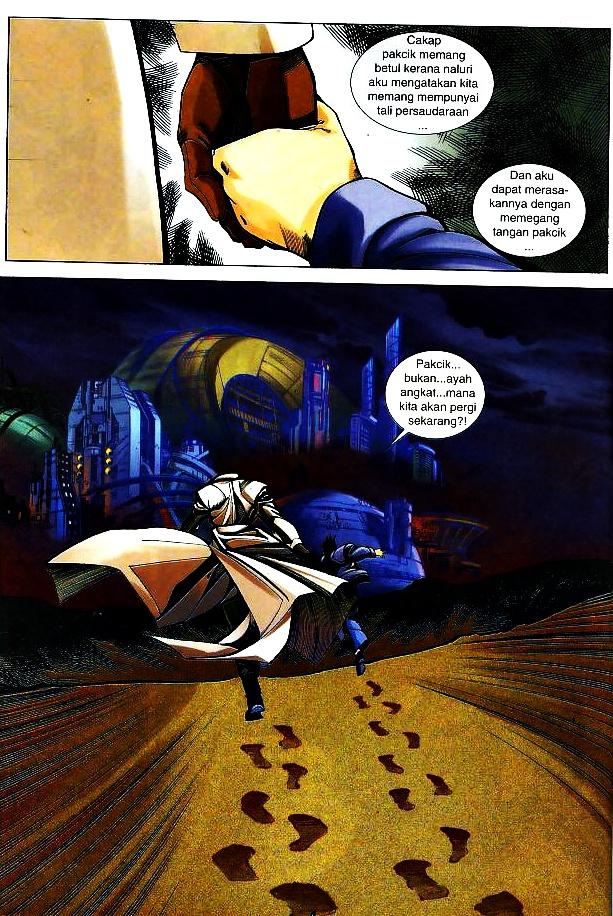 Cakap
pakcik memang
betul kerana naluri
aku mengatakan kita
memang mempunyai
tali persaudaraan
...
Dan aku
dapat merasa-
kannya dengan
memegang
tangan pakcik
...
Pakcik...
bukan...ayah
angkat...mana
kita akan pergi
sekarang?!